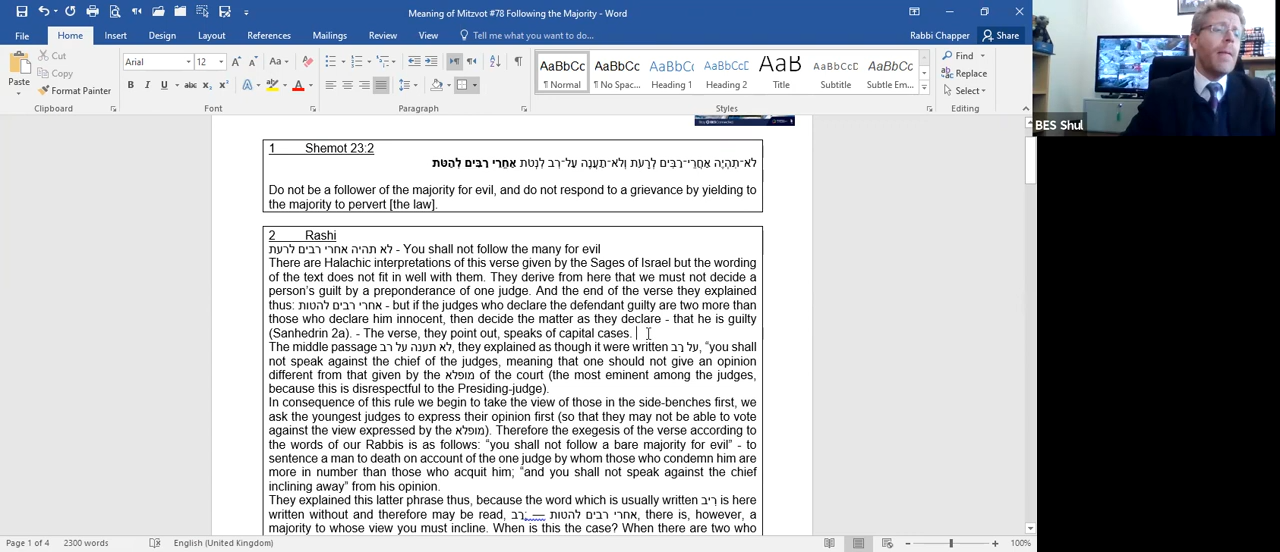 Meaning of Mitzvot #78 Following the Majority - Word
File Home Insert Design Layout References Mailings Review View Tell me what you want to do... Rabbi Chapper Share
Paste
Cut
Copy
Format Painter
Clipboard
Arial 12
Font
Paragraph
AaBbCc AaBbCc AaBbCc AaBbCcD AaB AaBbCcD AaBbCc
¶ Normal ¶ No Spac... Heading 1 Heading 2 Title Subtitle Subtle Em...
Styles
Find
Replace
Select
Editing
BES Shul
1 Shemot 23:2
לֹא־תִהְיֶה אַחֲרֵי־רַבִּים לְרָעֹת וְלֹא־תַעֲנֶה עַל־רִב לִנְטֹת אַחֲרֵי רַבִּים לְהַטֹּת
Do not be a follower of the majority for evil, and do not respond to a grievance by yielding to
the majority to pervert [the law].
2 Rashi
לא תהיה אחרי רבים לרעת - You shall not follow the many for evil
There are Halachic interpretations of this verse given by the Sages of Israel but the wording
of the text does not fit in well with them. They derive from here that we must not decide a
person's guilt by a preponderance of one judge. And the end of the verse they explained
thus: אחרי רבים להטות - but if the judges who declare the defendant guilty are two more than
those who declare him innocent, then decide the matter as they declare - that he is guilty
(Sanhedrin 2a). - The verse, they point out, speaks of capital cases.
The middle passage לא תענה על רב, they explained as though it were written על רָב, "you shall
not speak against the chief of the judges, meaning that one should not give an opinion
different from that given by the מופלא of the court (the most eminent among the judges,
because this is disrespectful to the Presiding-judge).
In consequence of this rule we begin to take the view of those in the side-benches first, we
ask the youngest judges to express their opinion first (so that they may not be able to vote
against the view expressed by the מופלא). Therefore the exegesis of the verse according to
the words of our Rabbis is as follows: "you shall not follow a bare majority for evil" - to
sentence a man to death on account of the one judge by whom those who condemn him are
more in number than those who acquit him; "and you shall not speak against the chief
inclining away" from his opinion.
They explained this latter phrase thus, because the word which is usually written ריב is here
written without and therefore may be read, רָב; — אחרי רבים להטות, there is, however, a
majority to whose view you must incline. When is this the case? When there are two who
Page 1 of 4 2300 words English (United Kingdom) 100%